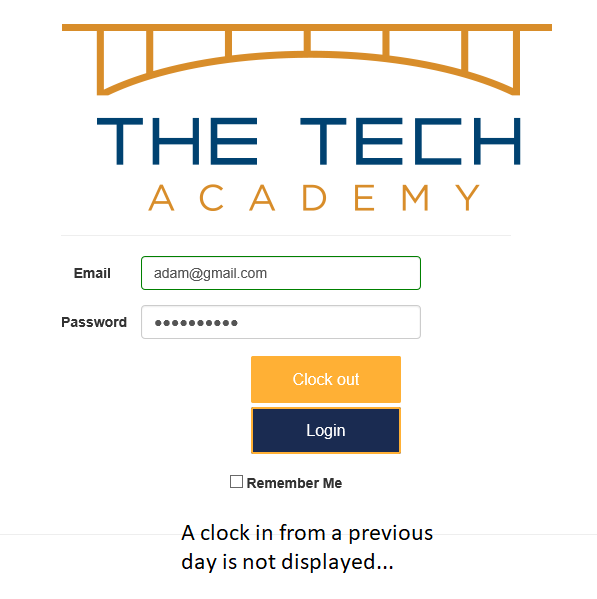 THE TECH
ACADEMY
Email
adam@gmail.com
Password
••••••••••
Clock out
Login
Remember Me
A clock in from a previous
day is not displayed...